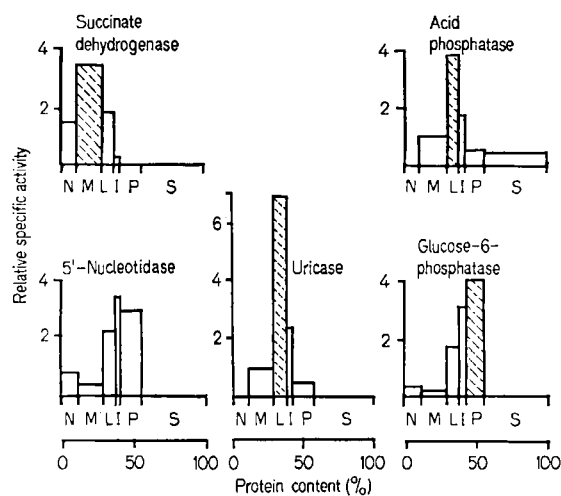 Succinate
dehydrogenase
4
2
N M L I P S
Acid
phosphatase
4
2
N M L I P S
Relative specific activity
5'-Nucleotidase
4
2
N M L I P S
0 50 100
Uricase
6
4
2
N M L I P S
0 50 100
Glucose-6-
phosphatase
4
2
N M L I P S
0 50 100
Protein content (%)